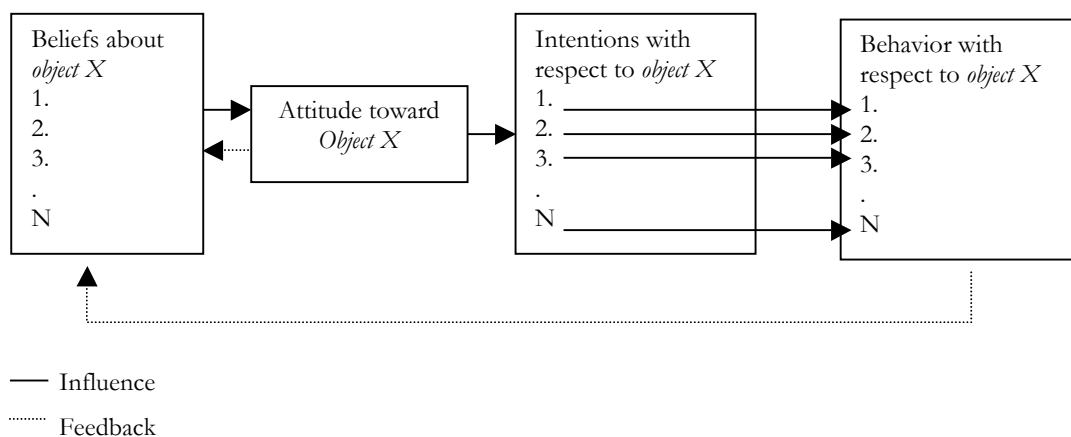 Beliefs about
object X
1.
2.
3.
.
N
Attitude toward
Object X
Intentions with
respect to object X
1.
2.
3.
.
N
Behavior with
respect to object X
1.
2.
3.
.
N
Influence
Feedback